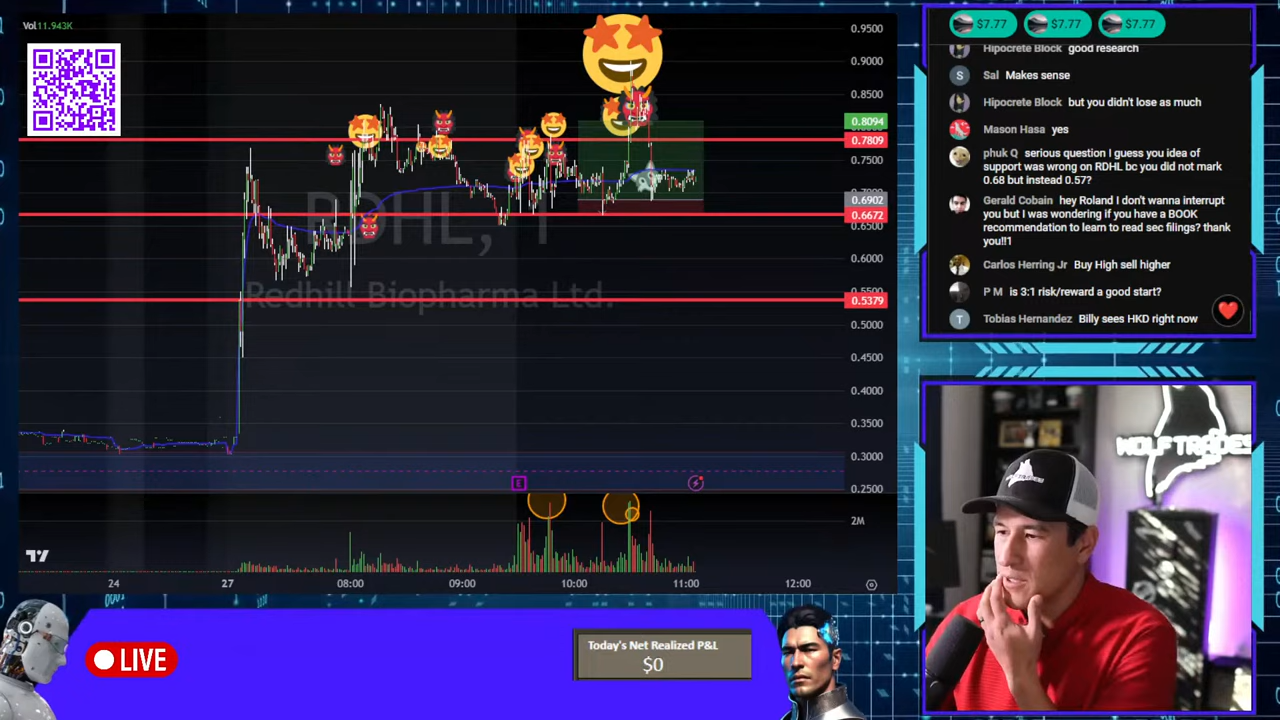 Vol11.943K
0.9500
0.9000
0.8500
0.8094
0.7809
0.7500
0.6902
0.6672
0.6500
0.6000
0.5379
0.5000
0.4500
0.4000
0.3500
0.3000
0.2500
2M
RDHL, 1
Redhill Biopharma Ltd.
E
24
27
08:00
09:00
10:00
11:00
12:00
LIVE
Today's Net Realized P&L
$0
$7.77
$7.77
$7.77
Hipocrete Block good research
S Sal Makes sense
Hipocrete Block but you didn't lose as much
Mason Hasa yes
phuk Q serious question I guess you idea of
support was wrong on RDHL bc you did not mark
0.68 but instead 0.57?
Gerald Cobain hey Roland I don't wanna interrupt
you but I was wondering if you have a BOOK
recommendation to learn to read sec filings? thank
you!!1
Carlos Herring Jr Buy High sell higher
P M is 3:1 risk/reward a good start?
T Tobias Hernandez Billy sees HKD right now
WOLFTRADES